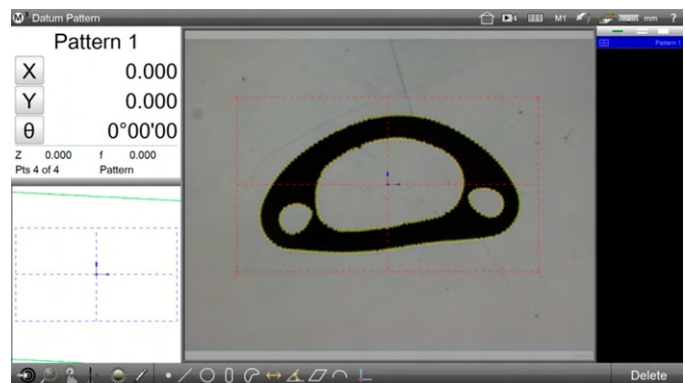 M³ Datum Pattern
M1
mm
?
Pattern 1
X 0.000
Y 0.000
θ 0°00'00
Z 0.000 f 0.000
Pts 4 of 4 Pattern
Pattern 1
Delete